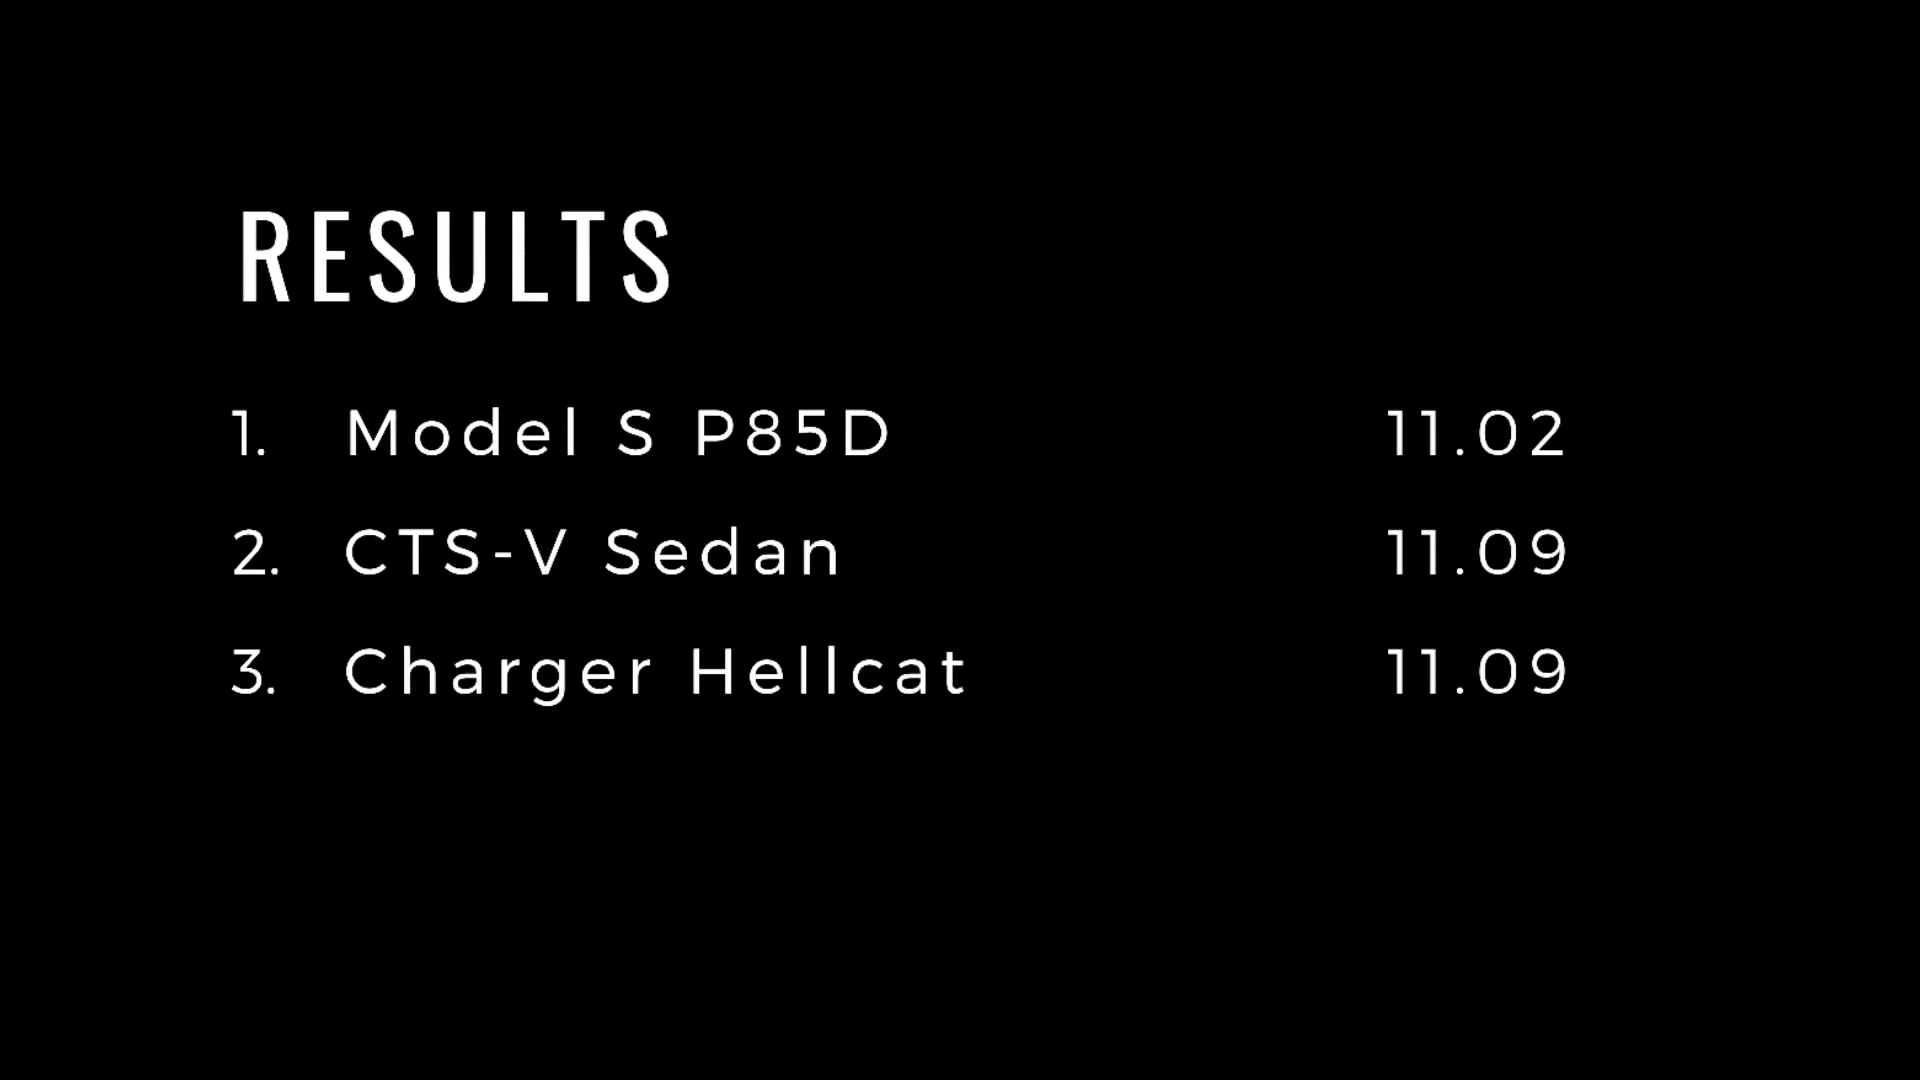 RESULTS
1. Model S P85D 11.02
2. CTS-V Sedan 11.09
3. Charger Hellcat 11.09